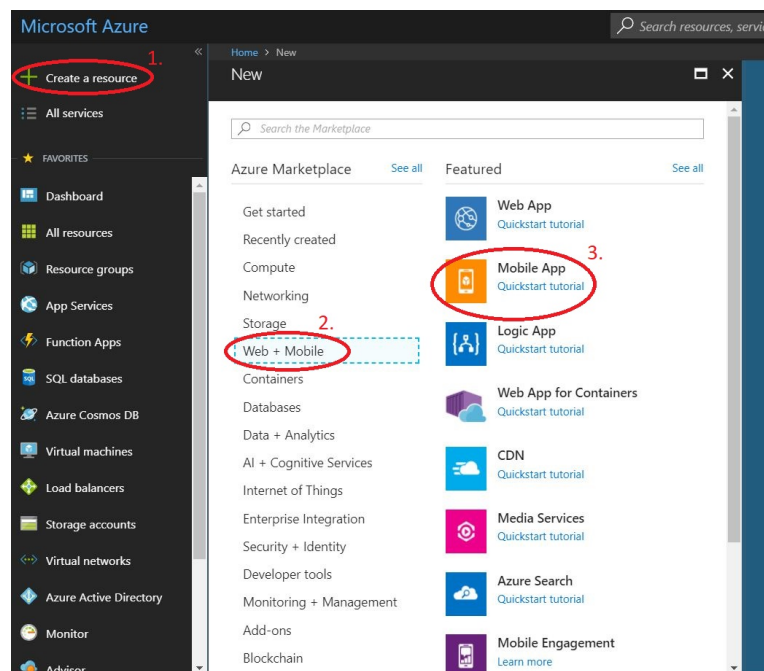 Microsoft Azure
Search resources, servi
1.
Create a resource
All services
FAVORITES
Dashboard
All resources
Resource groups
App Services
Function Apps
SQL databases
Azure Cosmos DB
Virtual machines
Load balancers
Storage accounts
Virtual networks
Azure Active Directory
Monitor
Advisor
Home > New
New
Search the Marketplace
Azure Marketplace
See all
Get started
Recently created
Compute
Networking
Storage
2.
Web + Mobile
Containers
Databases
Data + Analytics
AI + Cognitive Services
Internet of Things
Enterprise Integration
Security + Identity
Developer tools
Monitoring + Management
Add-ons
Blockchain
Featured
See all
Web App
Quickstart tutorial
3.
Mobile App
Quickstart tutorial
Logic App
Quickstart tutorial
Web App for Containers
Quickstart tutorial
CDN
Quickstart tutorial
Media Services
Quickstart tutorial
Azure Search
Quickstart tutorial
Mobile Engagement
Learn more